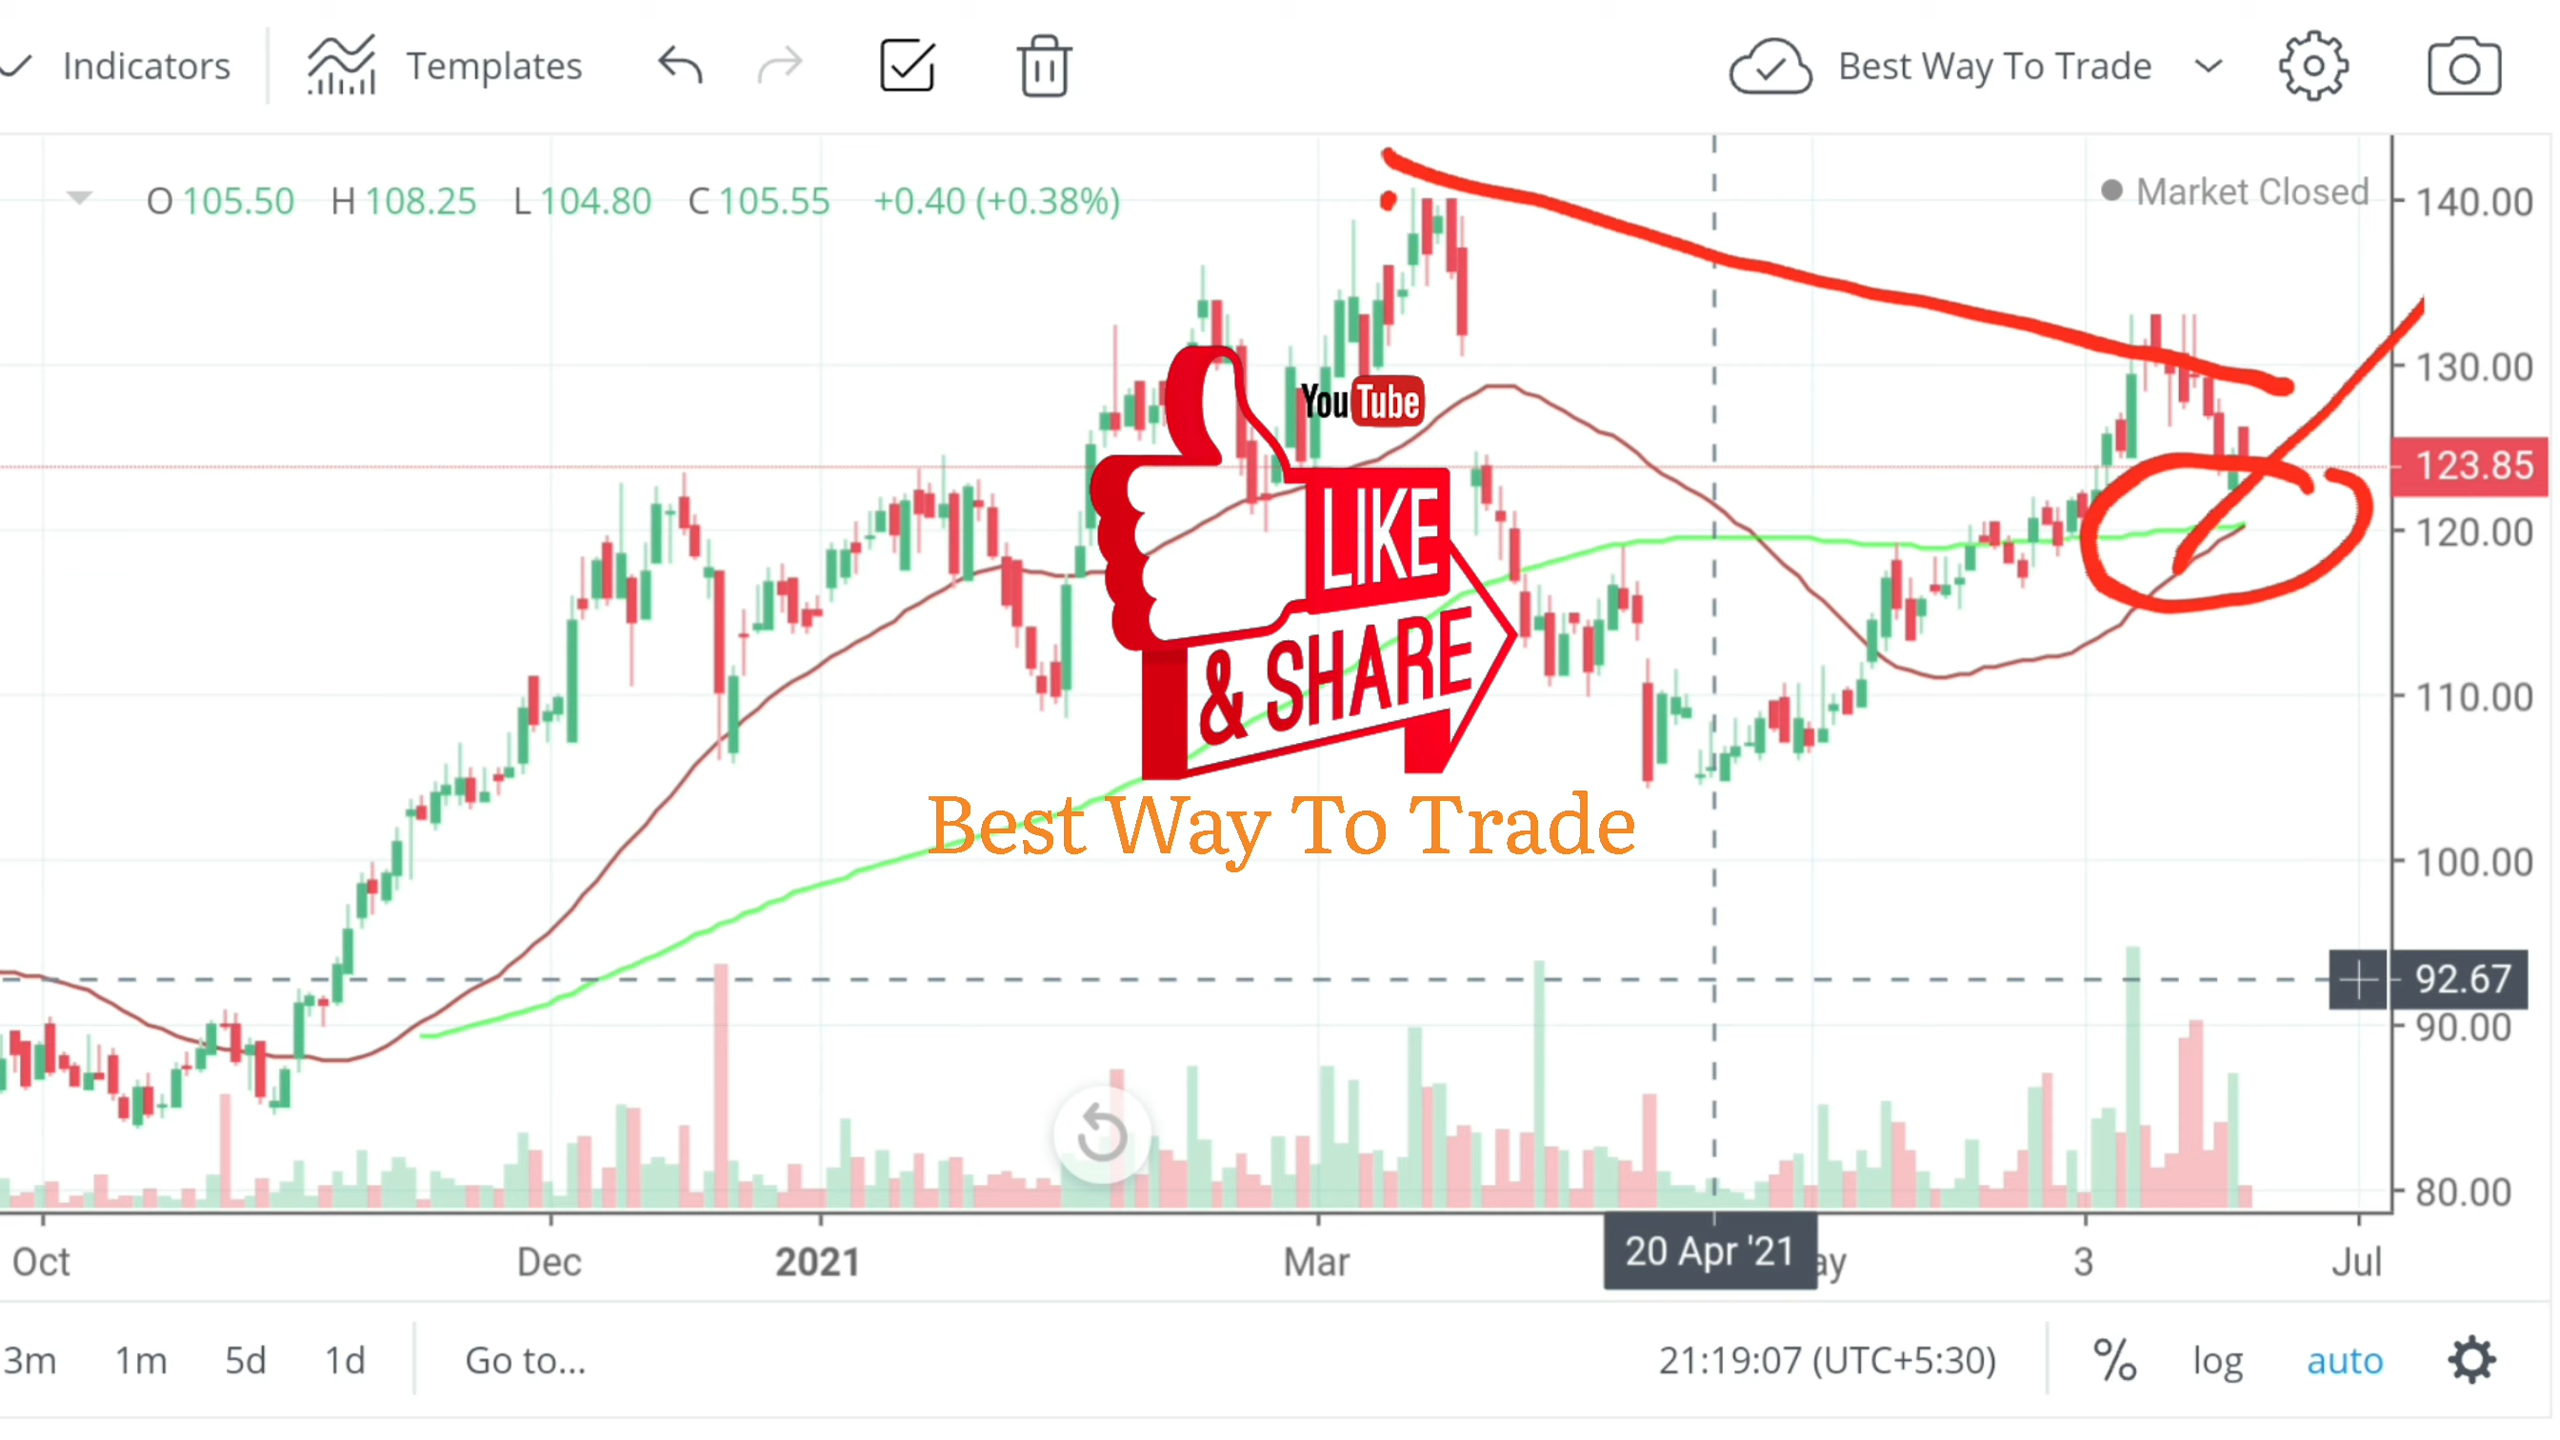 Indicators Templates Best Way To Trade
O 105.50 H 108.25 L 104.80 C 105.55 +0.40 (+0.38%)
Market Closed
140.00
130.00
YouTube
123.85
LIKE
120.00
& SHARE
110.00
Best Way To Trade
100.00
92.67
90.00
80.00
Oct Dec 2021 Mar 20 Apr '21 ay 3 Jul
3m 1m 5d 1d Go to... 21:19:07 (UTC+5:30) % log auto